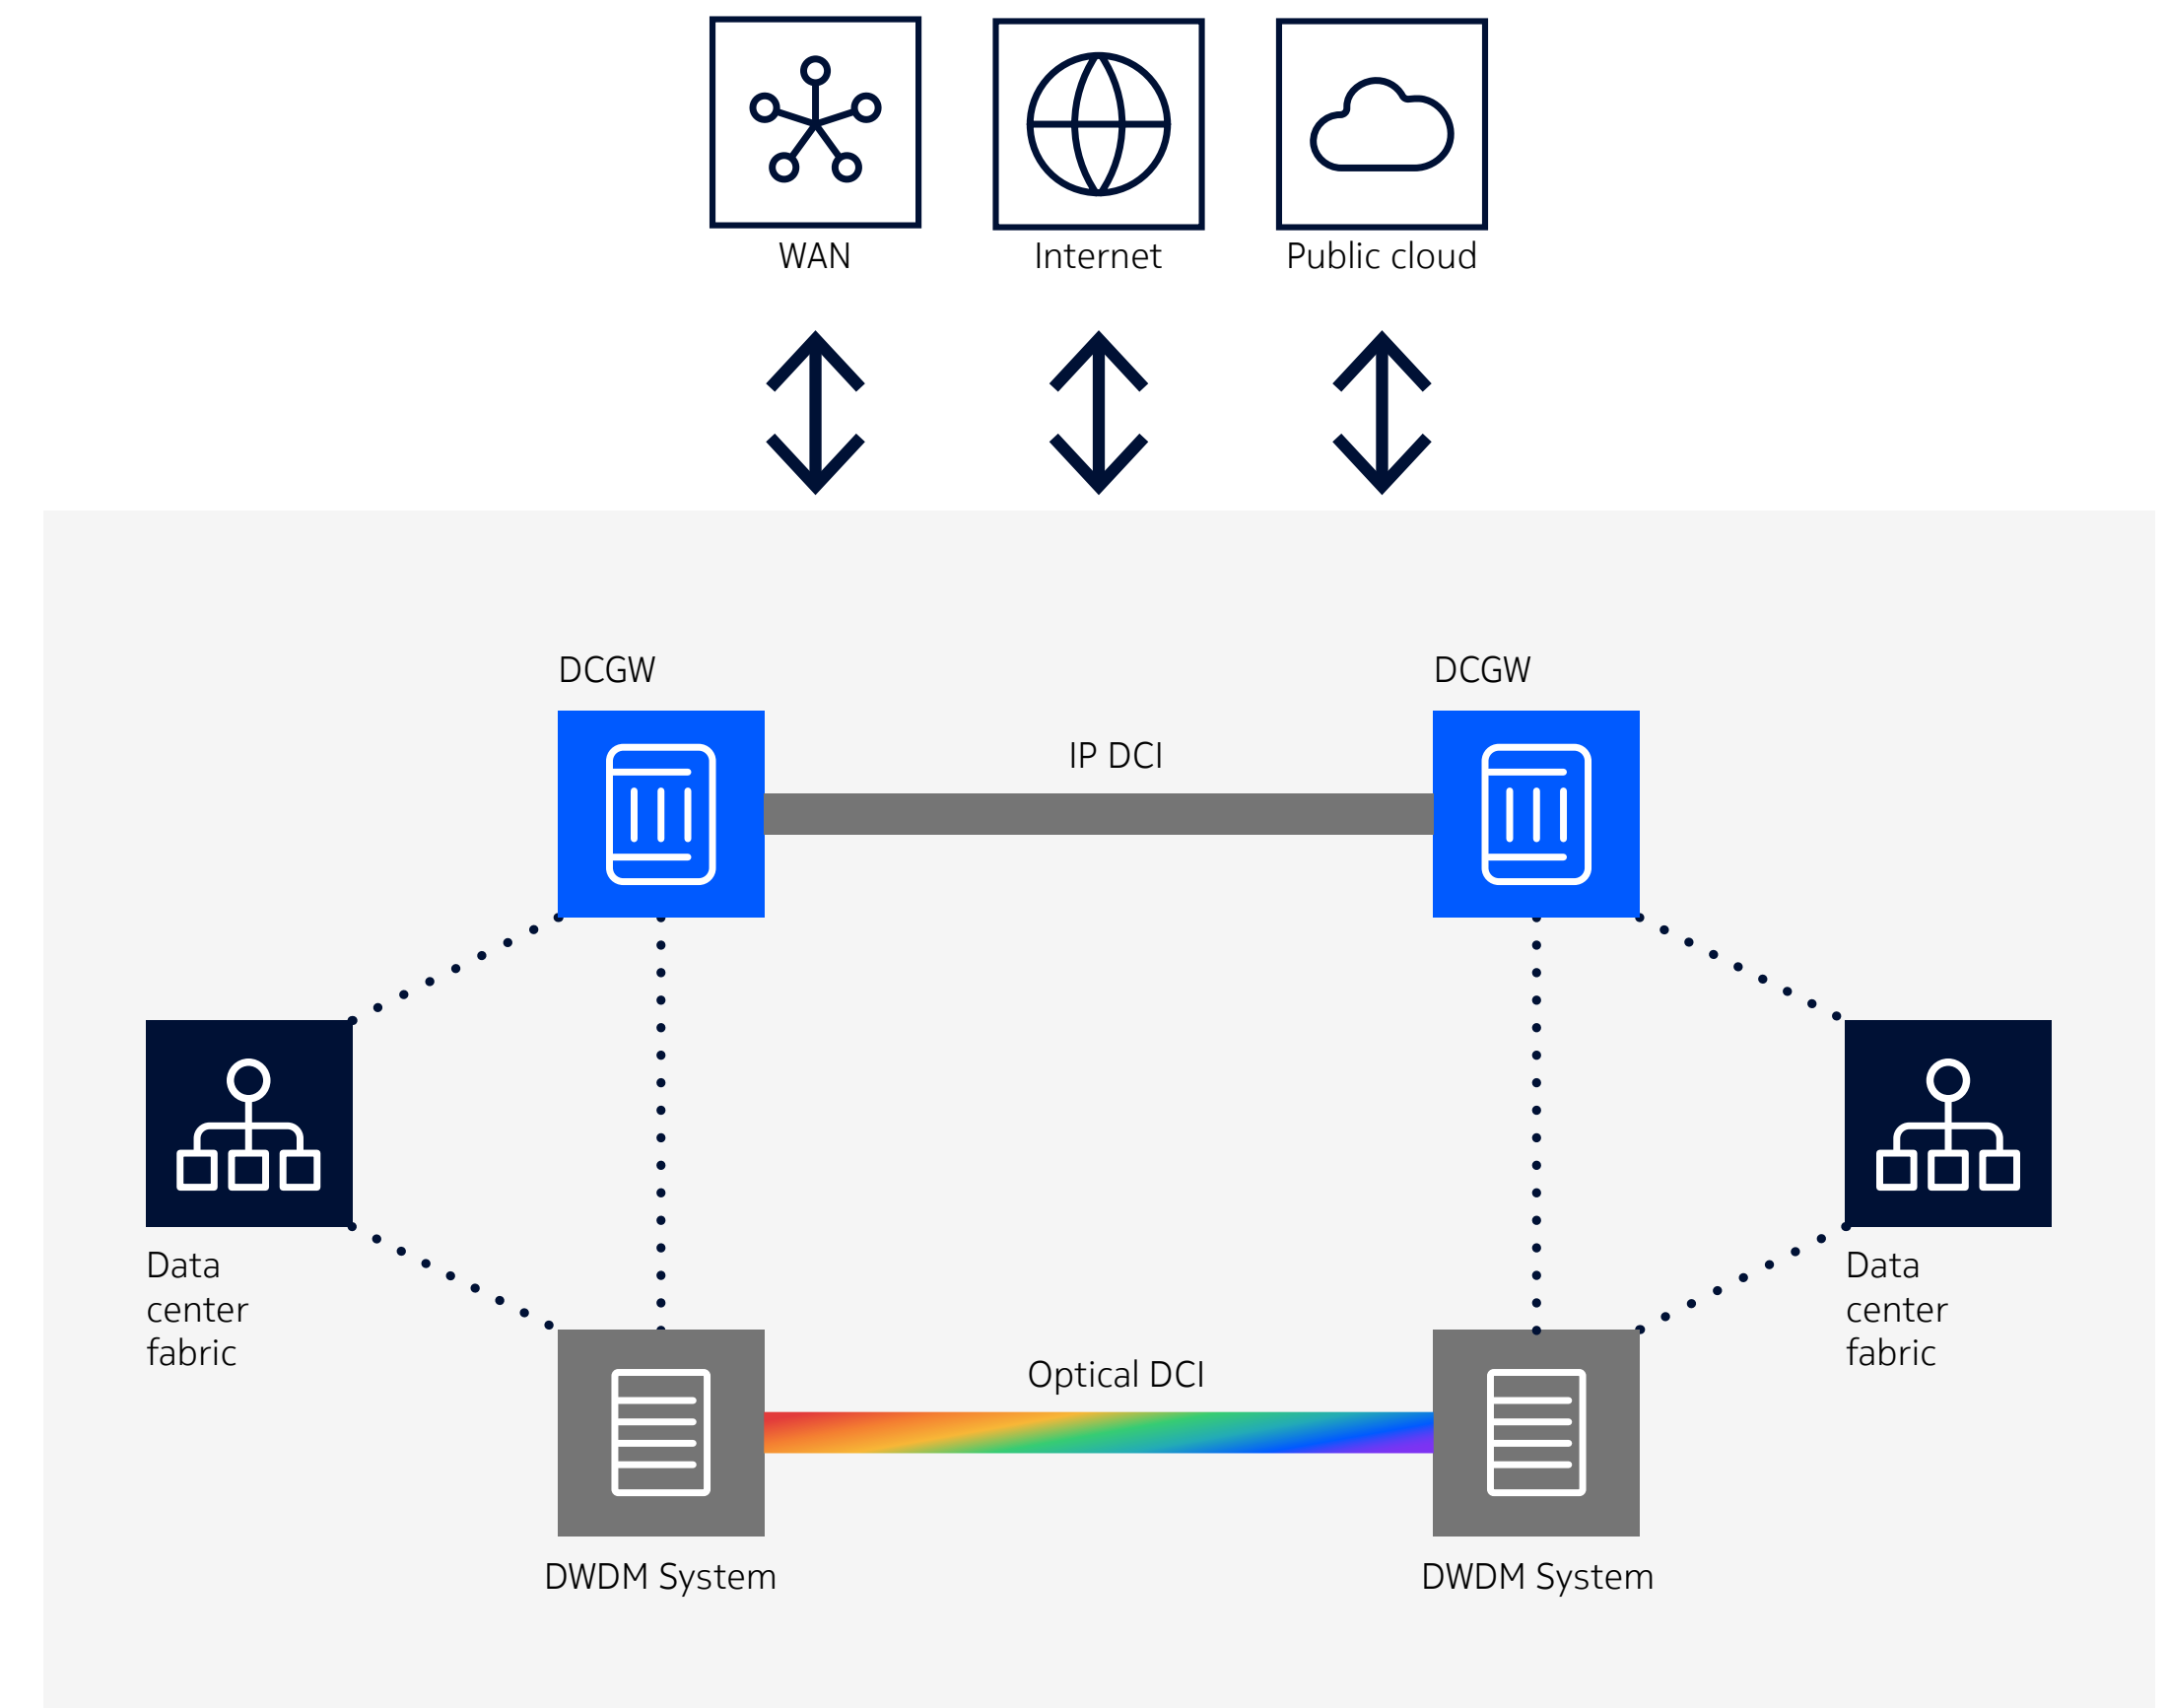 WAN
Internet
Public cloud
DCGW
DCGW
IP DCI
Data
center
fabric
Data
center
fabric
Optical DCI
DWDM System
DWDM System